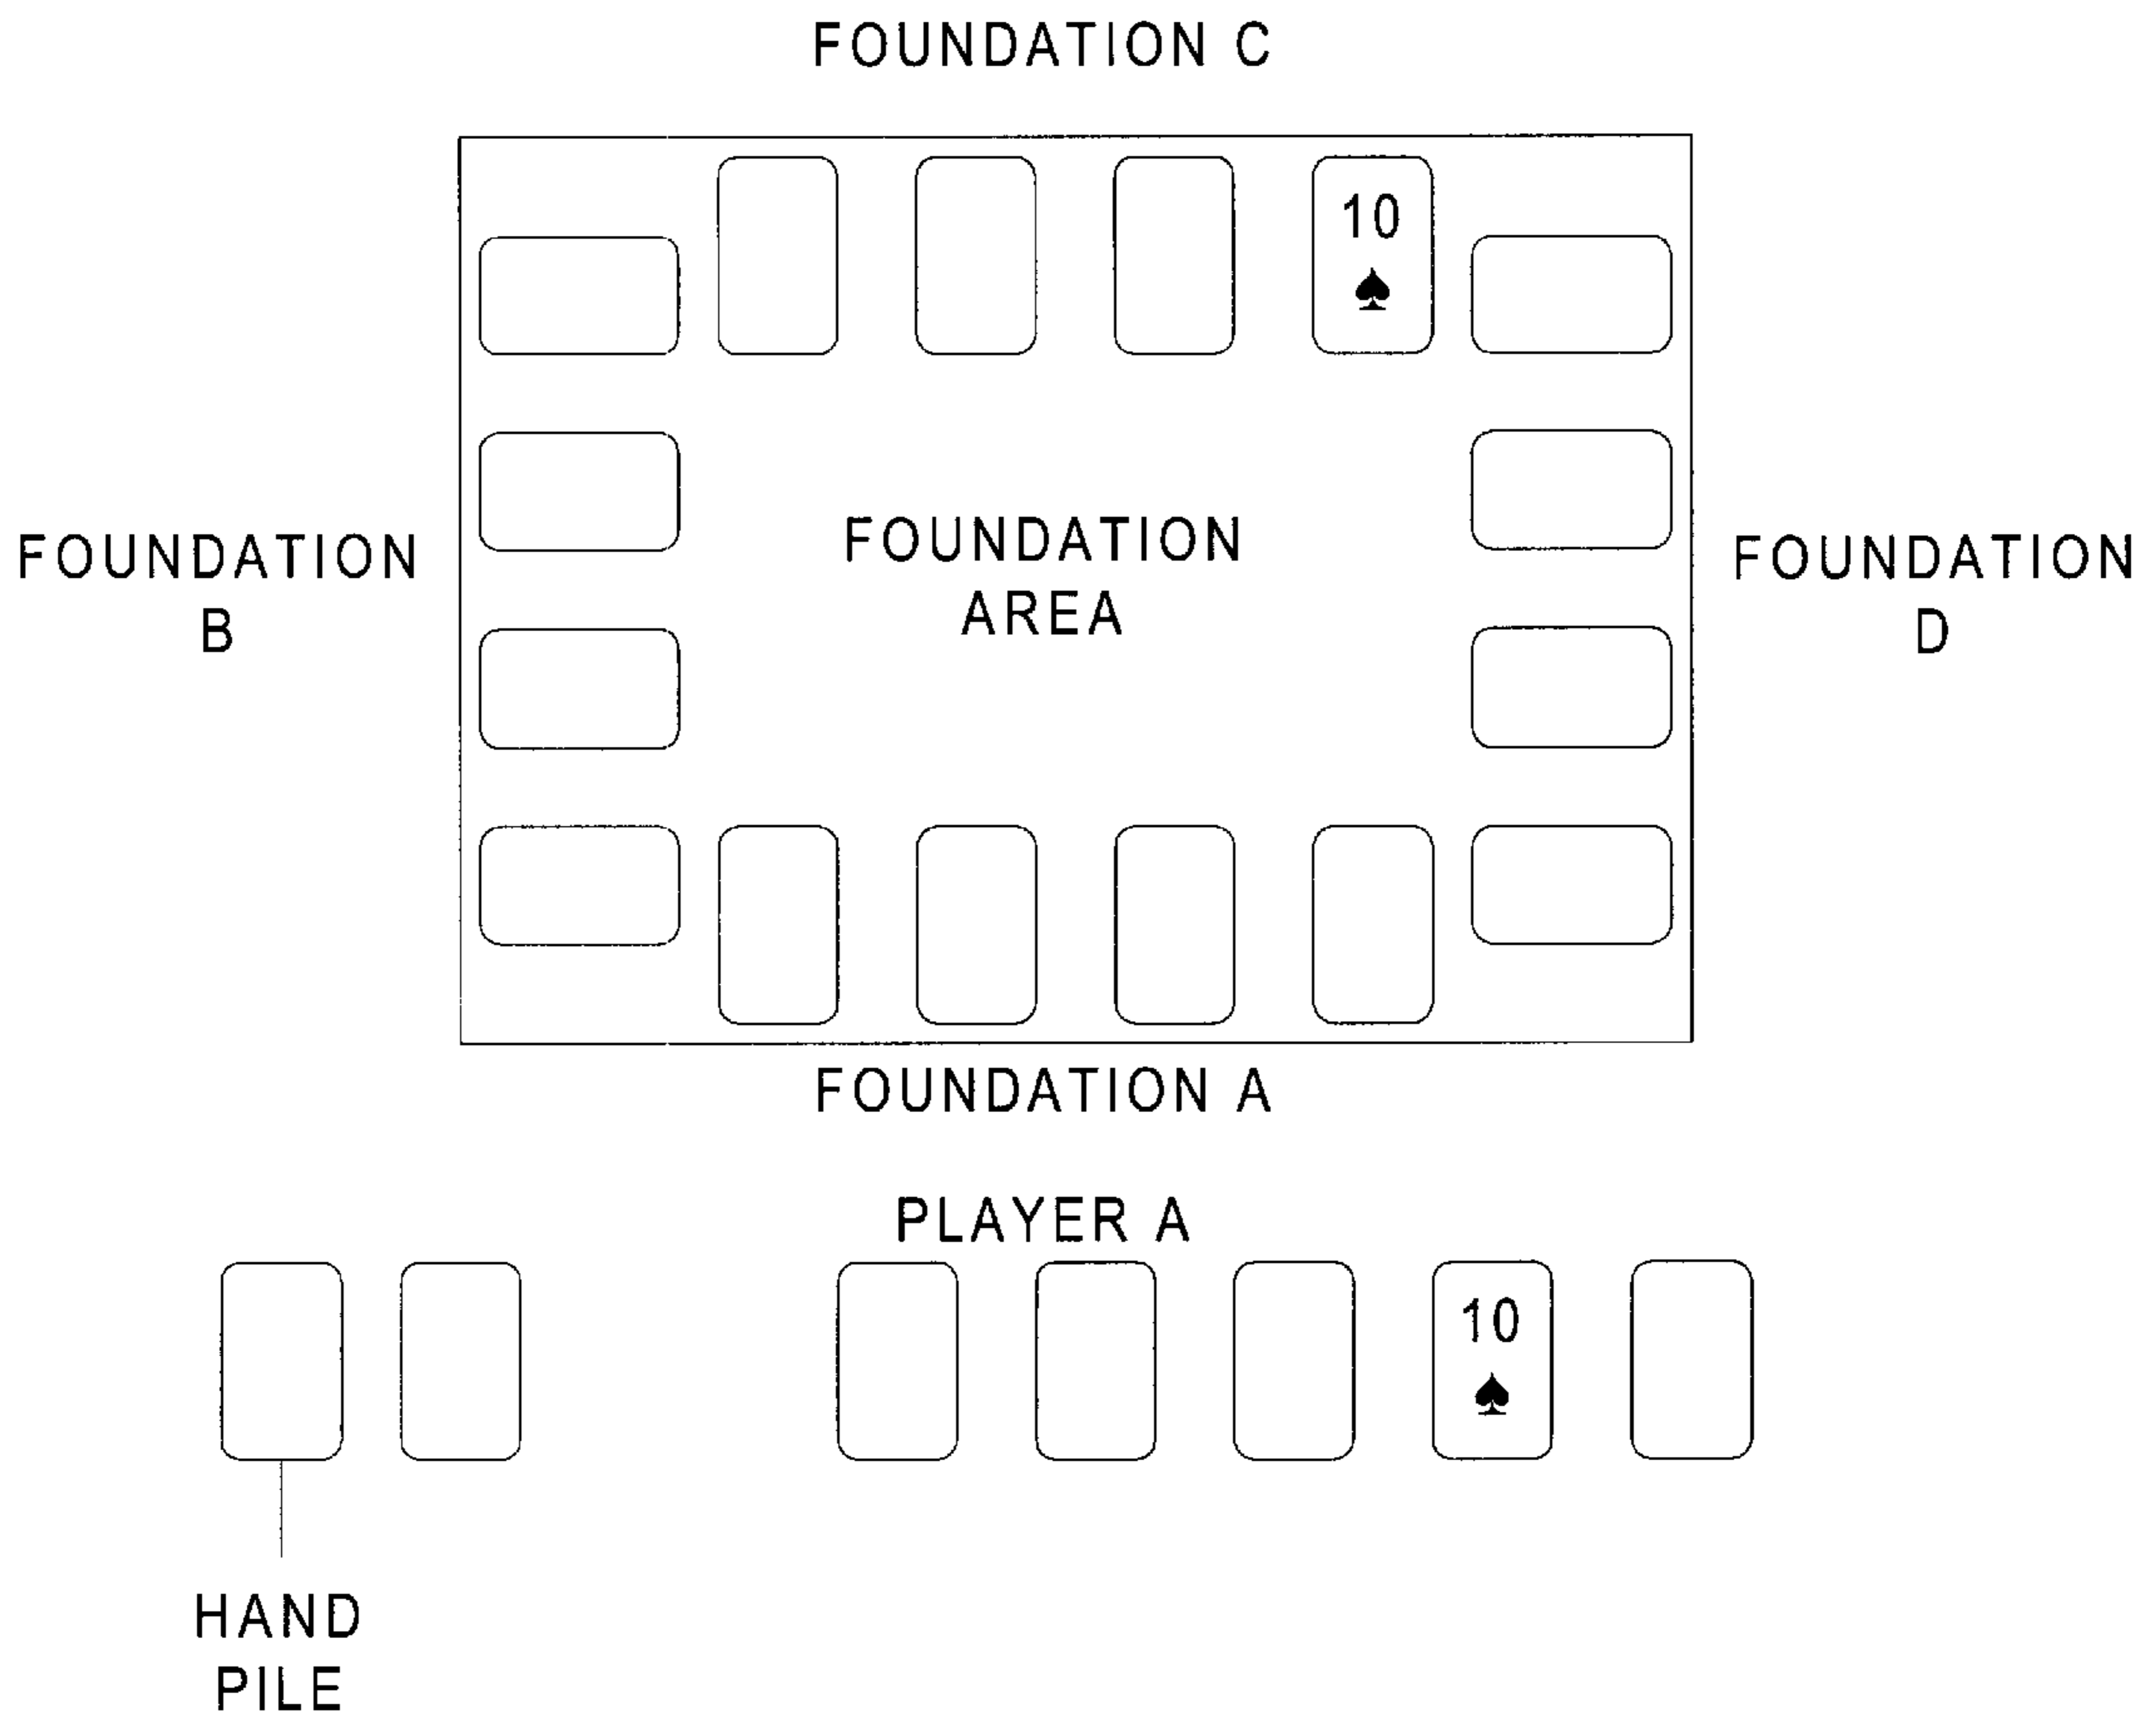 FOUNDATION C
10
♠
FOUNDATION
B
FOUNDATION
AREA
FOUNDATION
D
FOUNDATION A
PLAYER A
10
♠
HAND
PILE